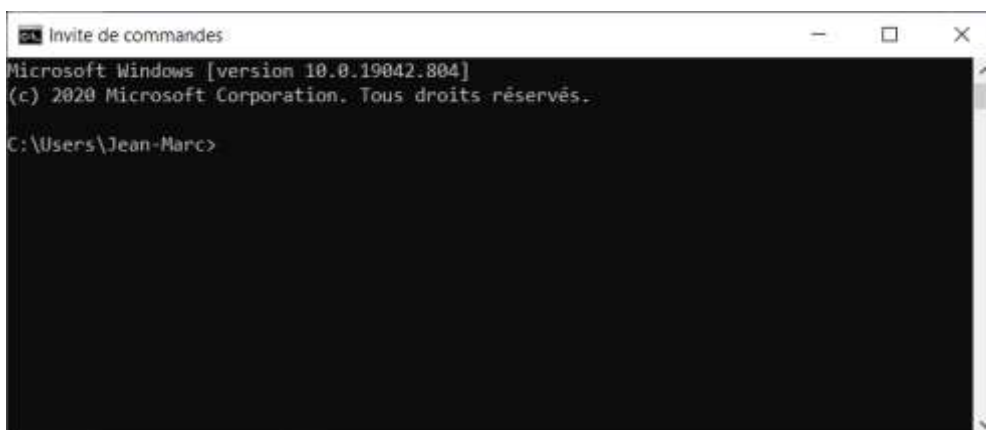 Invite de commandes
Microsoft Windows [version 10.0.19042.804]
(c) 2020 Microsoft Corporation. Tous droits réservés.
C:\Users\Jean-Marc>